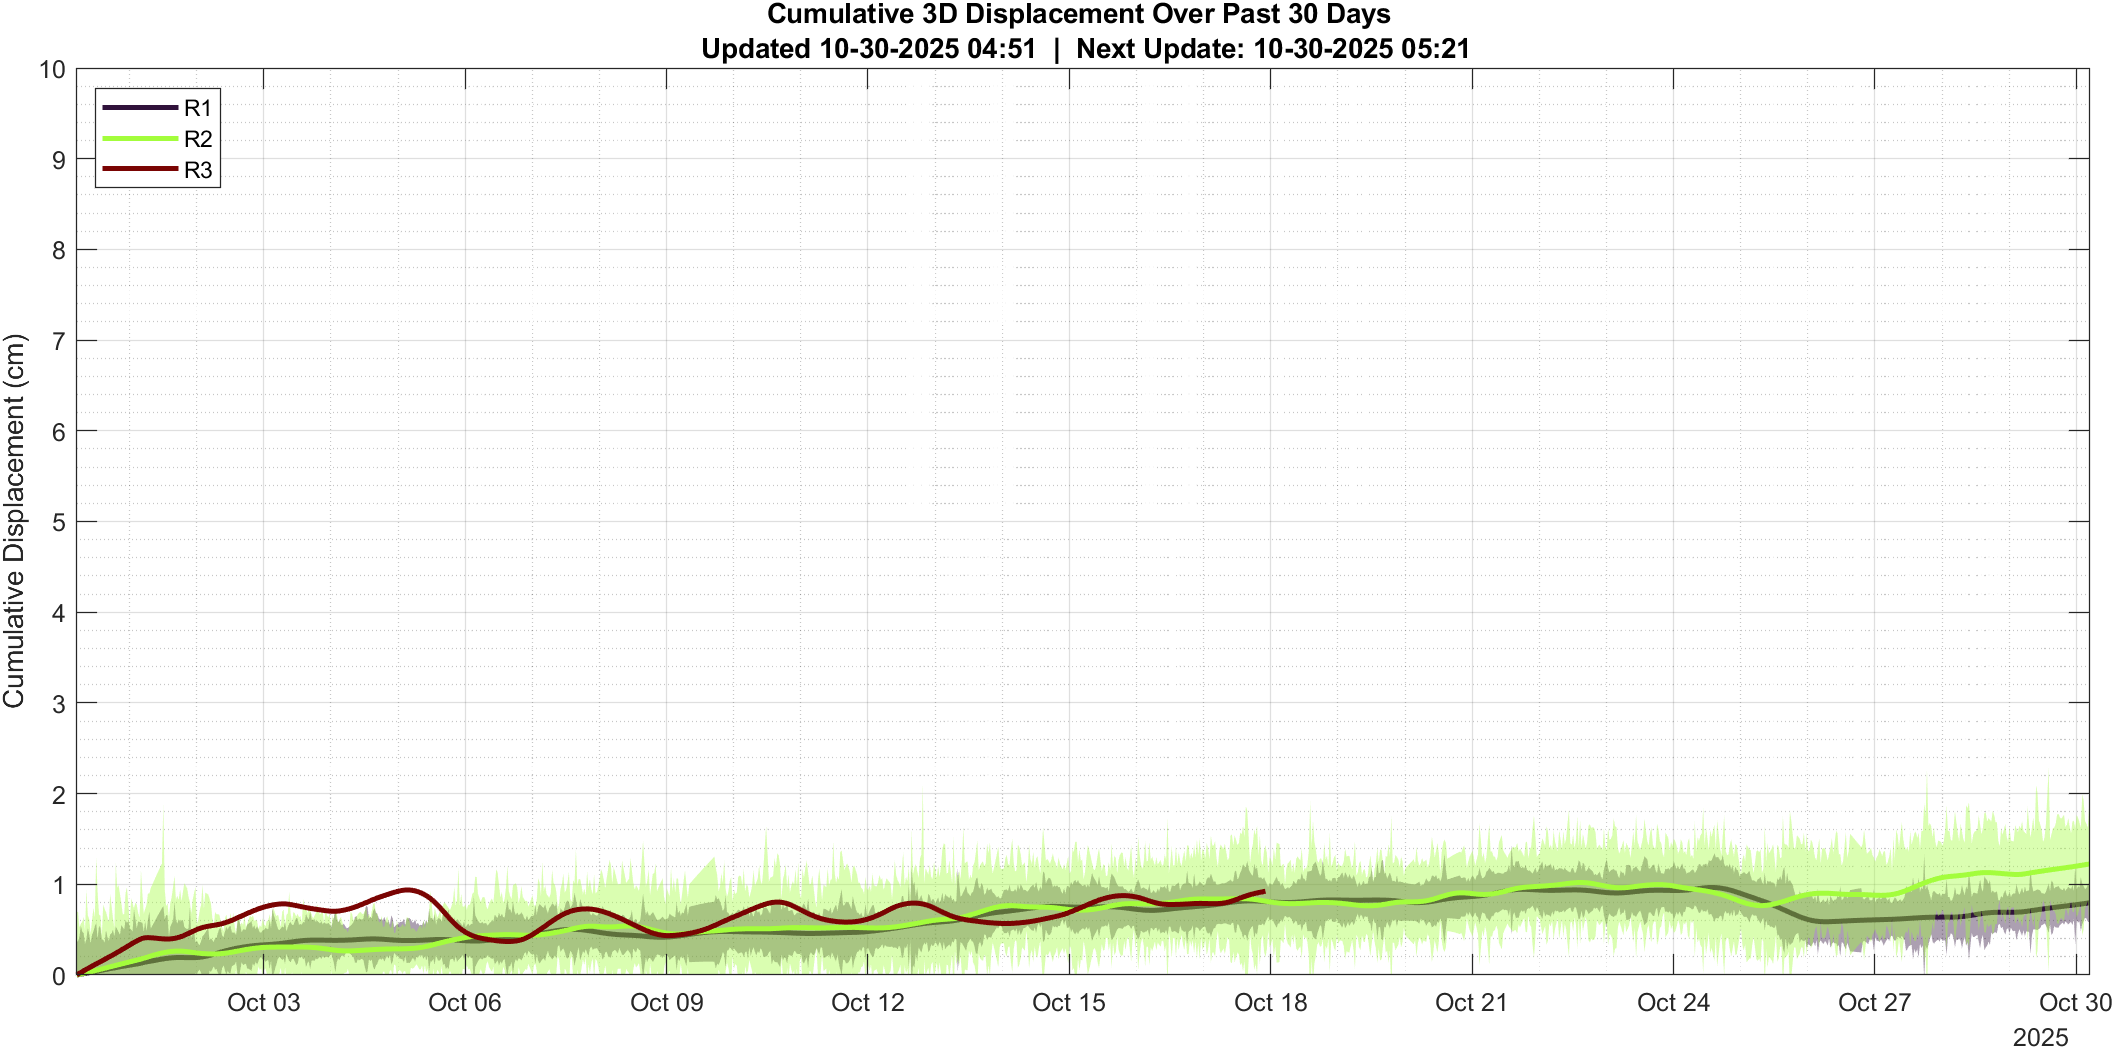 Cumulative 3D Displacement Over Past 30 Days
Updated 10-30-2025 04:51 | Next Update: 10-30-2025 05:21
Cumulative Displacement (cm)
10
9
8
7
6
5
4
3
2
1
0
R1
R2
R3
Oct 03 Oct 06 Oct 09 Oct 12 Oct 15 Oct 18 Oct 21 Oct 24 Oct 27 Oct 30
2025